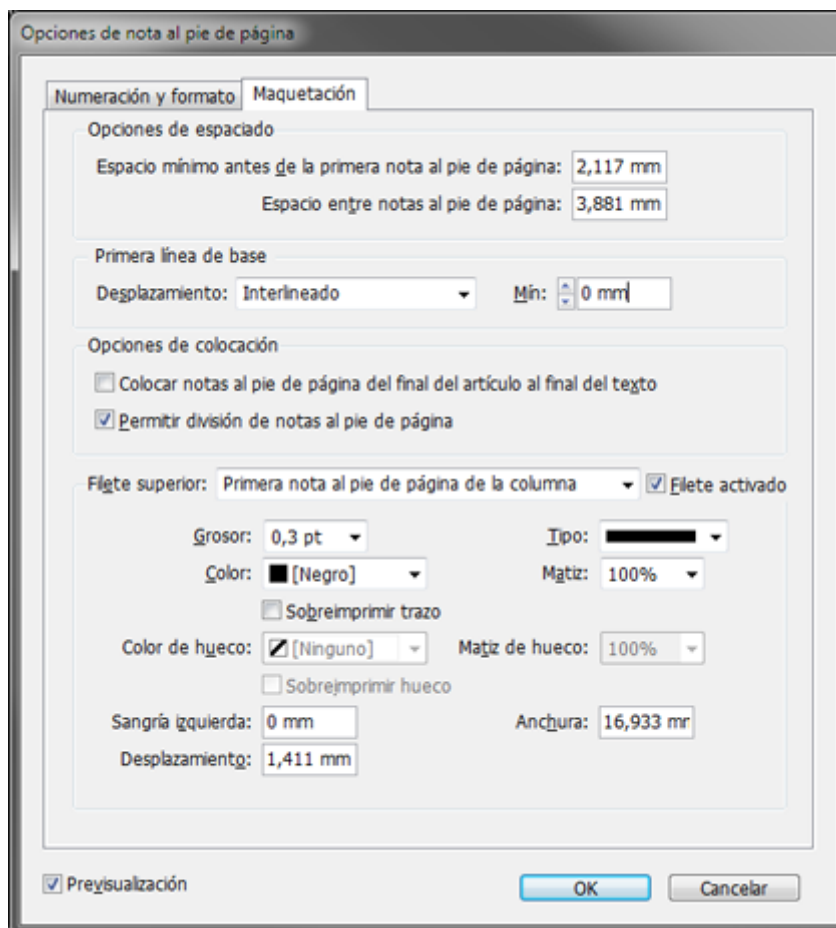 Opciones de nota al pie de página
Numeración y formato Maquetación
Opciones de espaciado
Espacio mínimo antes de la primera nota al pie de página: 2,117 mm
Espacio entre notas al pie de página: 3,881 mm
Primera línea de base
Desplazamiento: Interlineado Mín: 0 mm
Opciones de colocación
Colocar notas al pie de página del final del artículo al final del texto
Permitir división de notas al pie de página
Filete superior: Primera nota al pie de página de la columna Filete activado
Grosor: 0,3 pt Tipo:
Color: [Negro] Matiz: 100%
Sobreimprimir trazo
Color de hueco: [Ninguno] Matiz de hueco: 100%
Sobreimprimir hueco
Sangría izquierda: 0 mm Anchura: 16,933 mr
Desplazamiento: 1,411 mm
Previsualización OK Cancelar